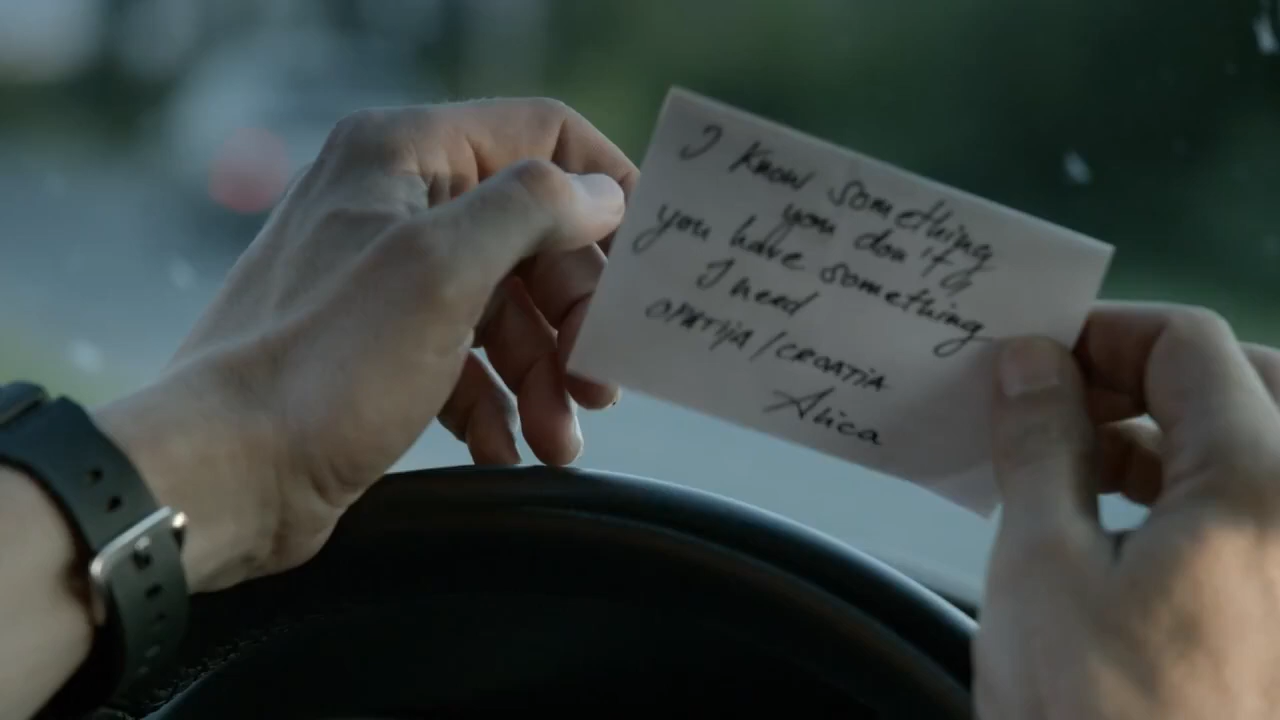 I know something
you don't
you have something
I need
OPATIJA/CROATIA
Alica